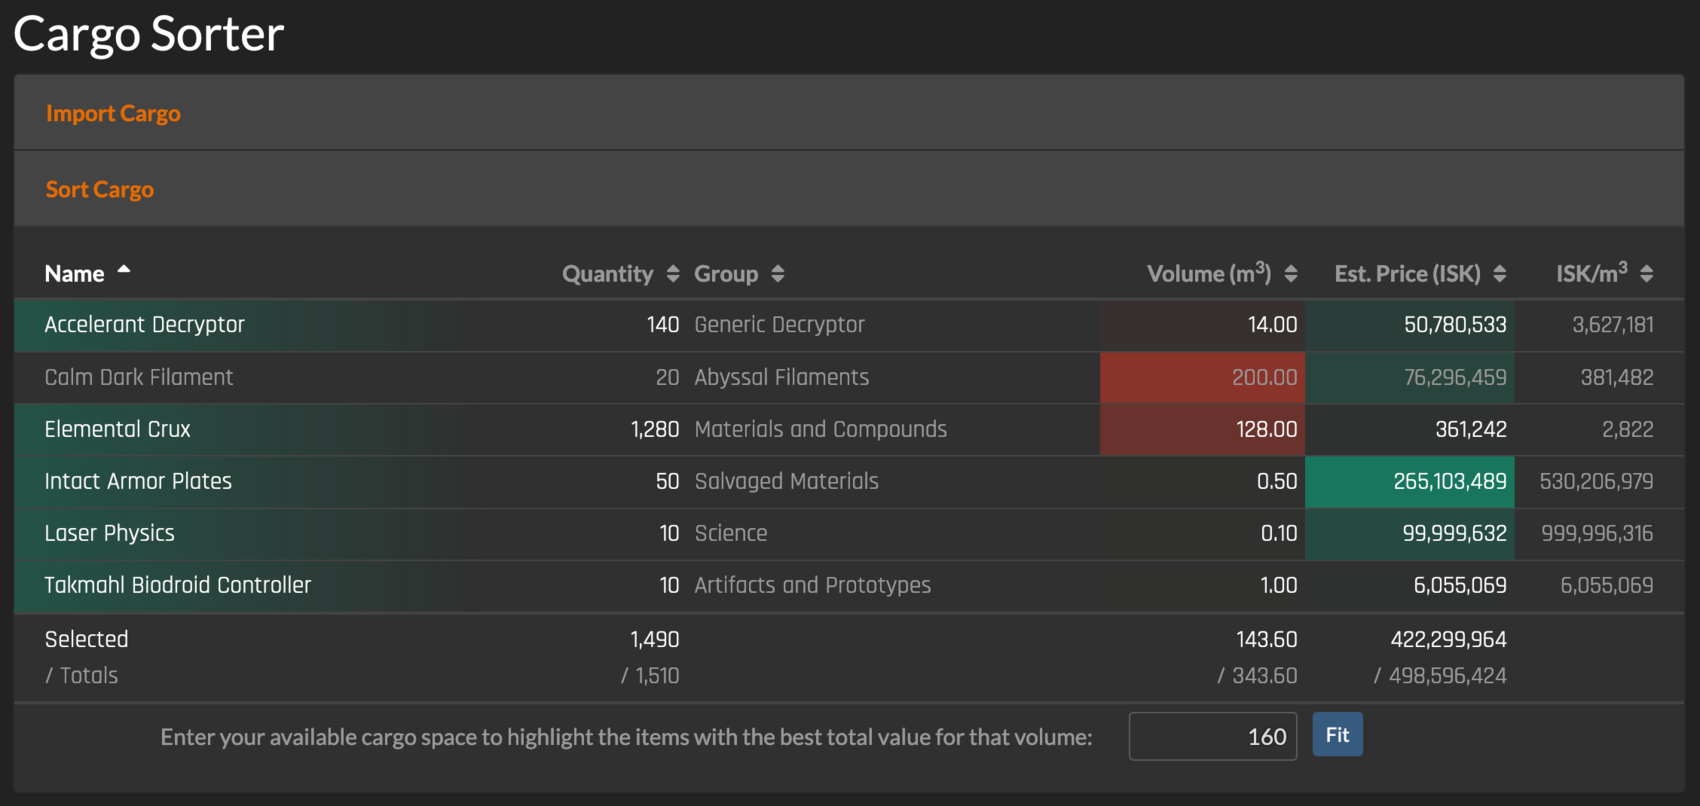 Cargo Sorter
Import Cargo
Sort Cargo
Name Quantity Group Volume (m³) Est. Price (ISK) ISK/m³
Accelerant Decryptor 140 Generic Decryptor 14.00 50,780,533 3,627,181
Calm Dark Filament 20 Abyssal Filaments 200.00 76,296,459 381,482
Elemental Crux 1,280 Materials and Compounds 128.00 361,242 2,822
Intact Armor Plates 50 Salvaged Materials 0.50 265,103,489 530,206,979
Laser Physics 10 Science 0.10 99,999,632 999,996,316
Takmahl Biodroid Controller 10 Artifacts and Prototypes 1.00 6,055,069 6,055,069
Selected 1,490 143.60 422,299,964
/ Totals / 1,510 / 343.60 / 498,596,424
Enter your available cargo space to highlight the items with the best total value for that volume: 160 Fit